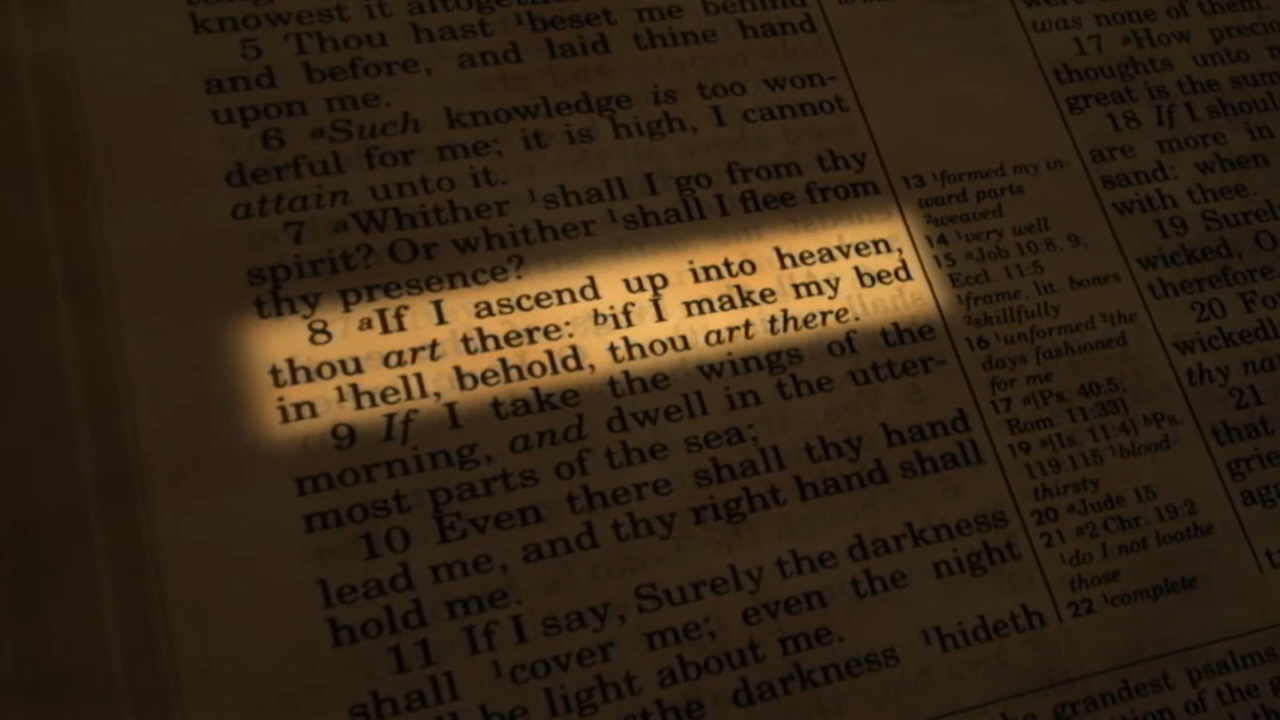 knowest it altogeth
5 Thou hast ¹beset me behind
and before, and laid thine hand
upon me.
6 ᵃSuch knowledge is too won-
derful for me; it is high, I cannot
attain unto it.
7 ᵃWhither ¹shall I go from thy
spirit? Or whither ¹shall I flee from
thy presence?
8 ᵃIf I ascend up into heaven,
thou art there: ᵇif I make my bed
in ¹hell, behold, thou art there.
9 If I take the wings of the
morning, and dwell in the utter-
most parts of the sea;
10 Even there shall thy hand
lead me, and thy right hand shall
hold me.
11 If I say, Surely the darkness
shall ¹cover me; even the night
be light about me.
the darkness ¹hideth
13 ¹formed my in-
ward parts
²weaved
14 ¹very well
15 ᵃJob 10:8, 9;
Eccl. 11:5
¹frame, lit. bones
²skillfully
16 ¹unformed ²the
days fashioned
for me
17 ᵃ[Ps. 40:5;
Rom. 11:33]
19 ᵃ[Is. 11:4] ᵇPs.
119:115 ¹blood-
thirsty
20 ᵃJude 15
21 ᵃ2 Chr. 19:2
¹do I not loathe
those
22 ¹complete
was none of them.
17 ᵃHow preci
thoughts unto
great is the sum
18 If I shoul
are more in
sand: when
with thee.
19 Surel
wicked, O
therefore
20 Fo
wickedl
thy na
21
that
grie
ag
grandest psalms
of the